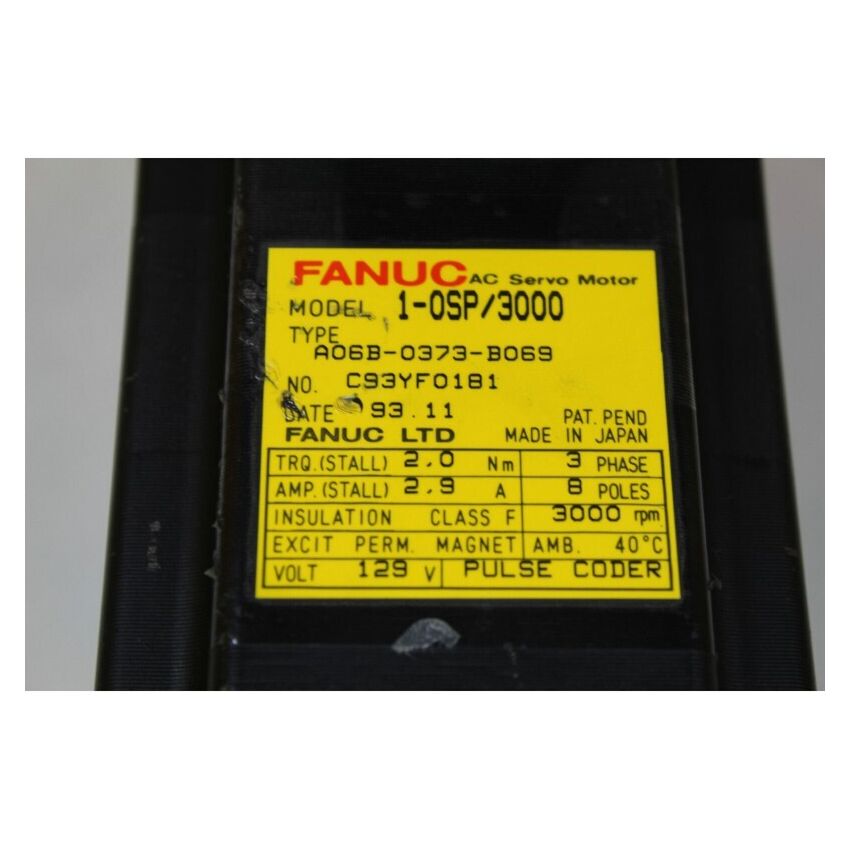 FANUC AC Servo Motor
MODEL 1-0SP/3000
TYPE
A06B-0373-B069
NO. C93YF0181
DATE 93.11 PAT. PEND
FANUC LTD MADE IN JAPAN
TRQ.(STALL) 2.0 Nm 3 PHASE
AMP.(STALL) 2.9 A 8 POLES
INSULATION CLASS F 3000 rpm
EXCIT PERM. MAGNET AMB. 40°C
VOLT 129 V PULSE CODER